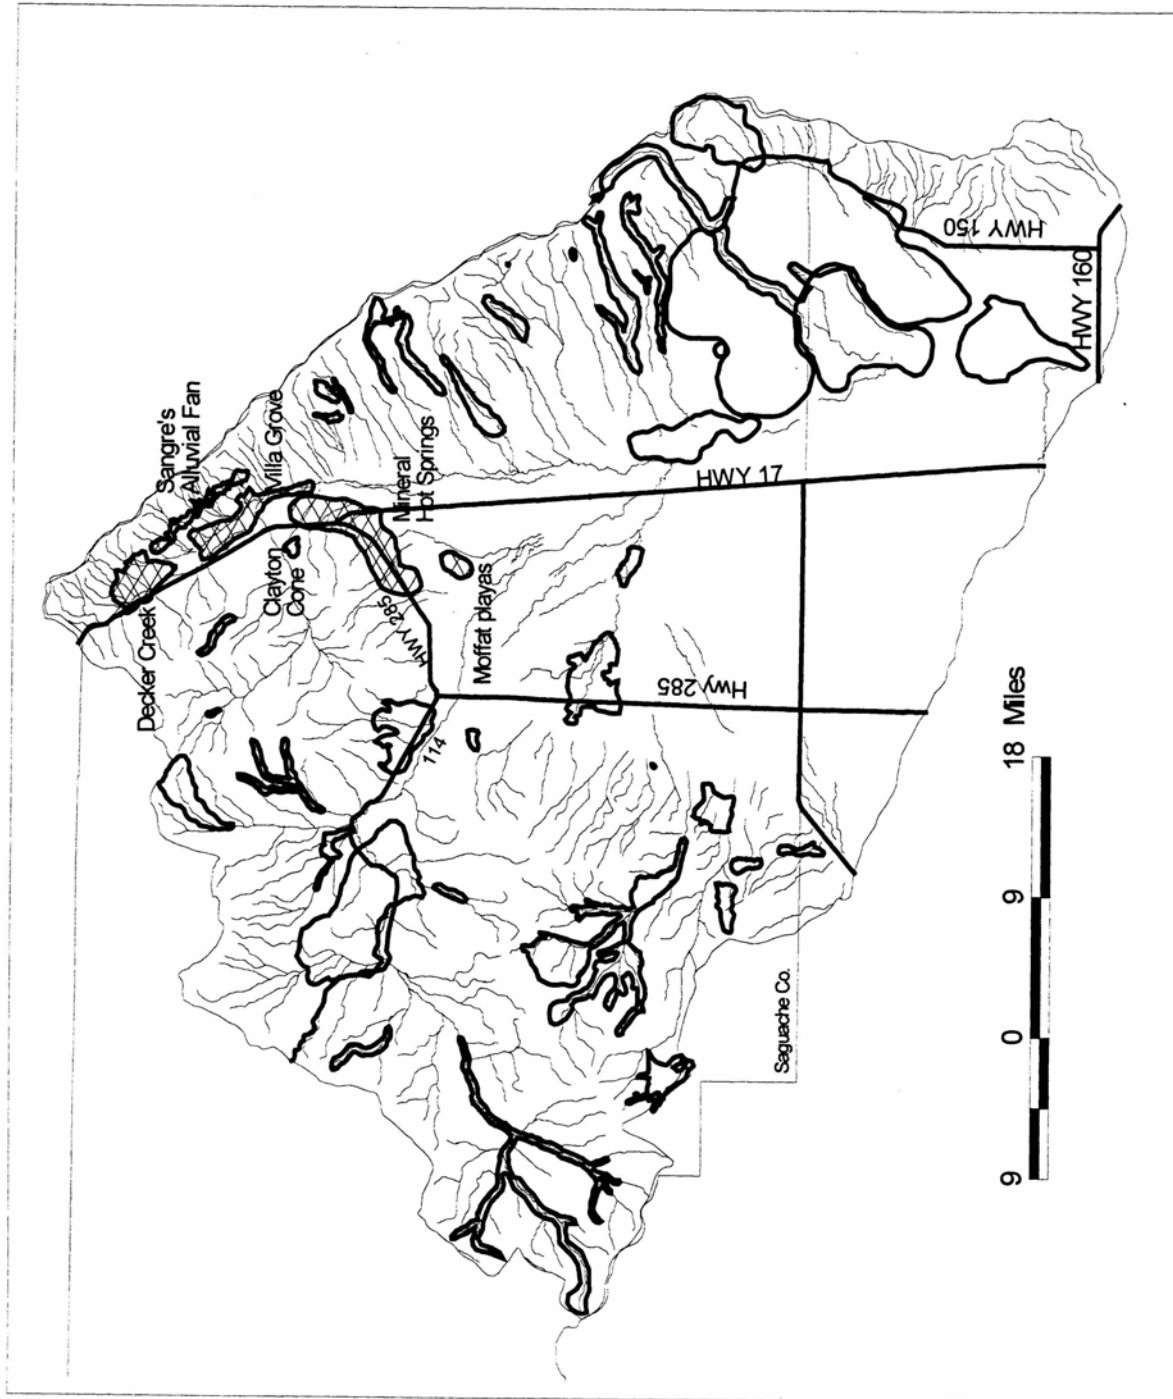 Decker Creek
Sangre's
Alluvial Fan
Villa Grove
Clayton
Cone
Mineral
Hot Springs
HWY 285
Moffat playas
114
Hwy 285
HWY 17
HWY 150
HWY 160
Saguache Co.
9 0 9 18 Miles